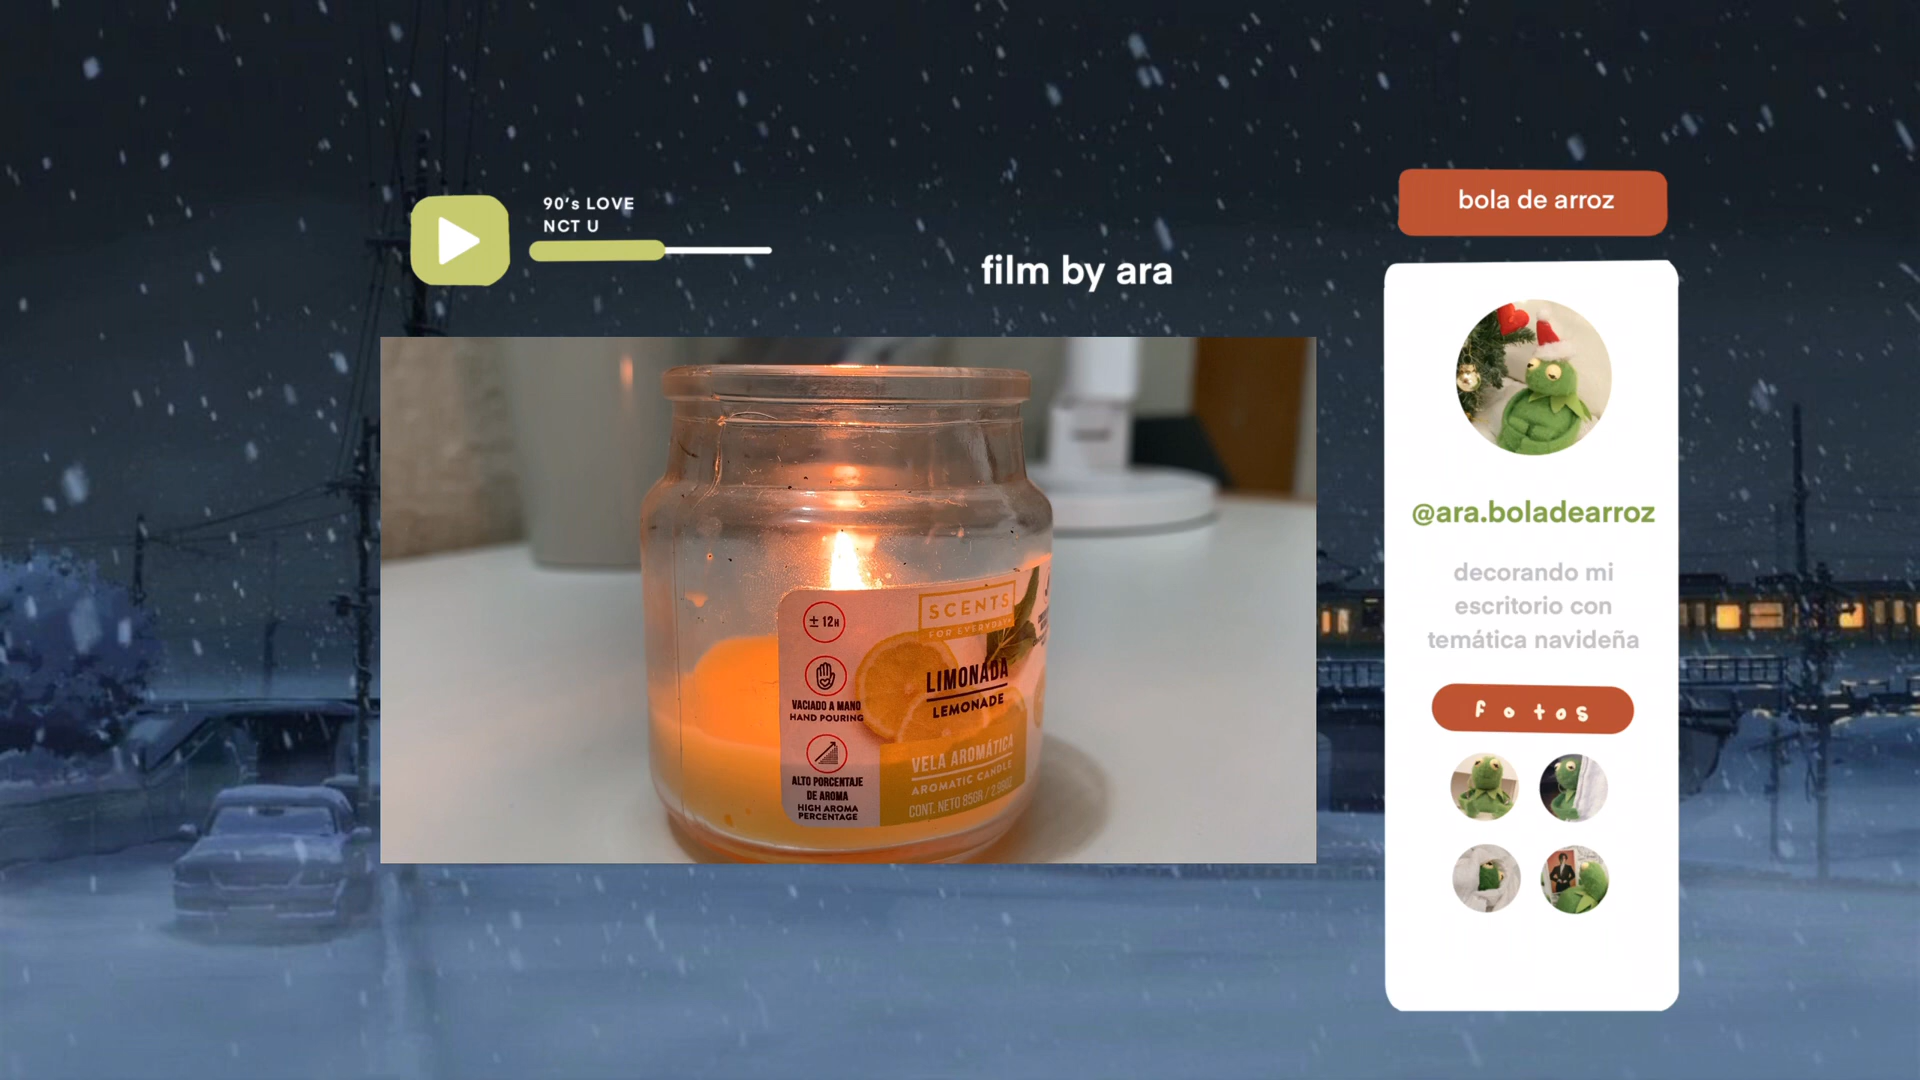 90's LOVE
NCT U
film by ara
bola de arroz
@ara.boladearroz
decorando mi
escritorio con
temática navideña
fotos
SCENTS
FOR EVERYDAY
± 12H
LIMONADA
LEMONADE
VACIADO A MANO
HAND POURING
VELA AROMÁTICA
AROMATIC CANDLE
CONT. NETO 85GR /
ALTO PORCENTAJE
DE AROMA
HIGH AROMA
PERCENTAGE